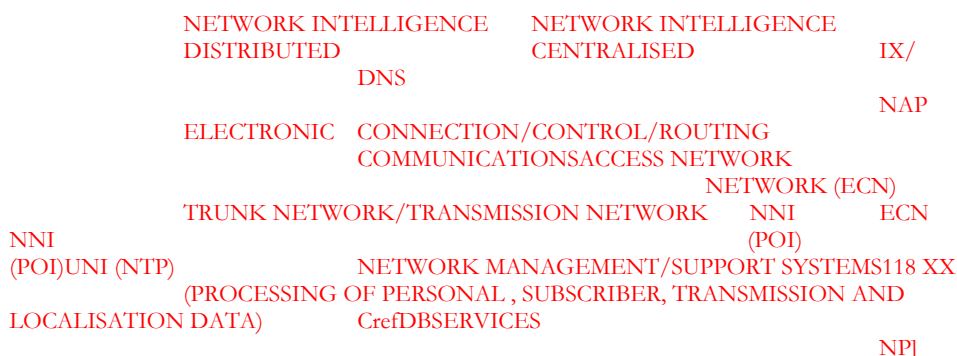 NETWORK INTELLIGENCE NETWORK INTELLIGENCE
DISTRIBUTED CENTRALISED IX/
DNS
NAP
ELECTRONIC CONNECTION/CONTROL/ROUTING
COMMUNICATIONSACCESS NETWORK
NETWORK (ECN)
TRUNK NETWORK/TRANSMISSION NETWORK NNI ECN
NNI (POI)
(POI)UNI (NTP) NETWORK MANAGEMENT/SUPPORT SYSTEMS118 XX
(PROCESSING OF PERSONAL , SUBSCRIBER, TRANSMISSION AND
LOCALISATION DATA) CrefDBSERVICES